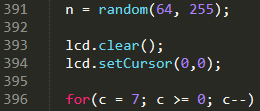 391 n = random(64, 255);
392
393 lcd.clear();
394 lcd.setCursor(0,0);
395
396 for(c = 7; c >= 0; c--)